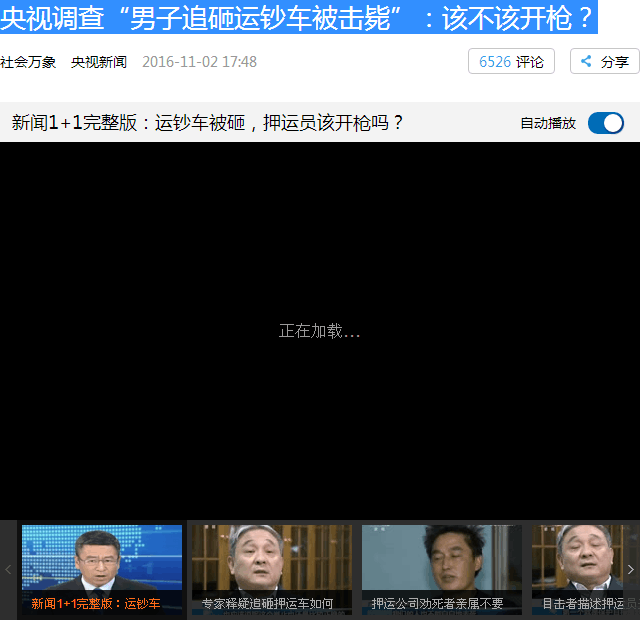 央视调查“男子追砸运钞车被击毙”：该不该开枪？
社会万象 央视新闻 2016-11-02 17:48 6526 评论 分享
新闻1+1完整版：运钞车被砸，押运员该开枪吗？ 自动播放
正在加载...
新闻1+1完整版：运钞车 专家释疑追砸押运车如何 押运公司劝死者亲属不要 目击者描述押运